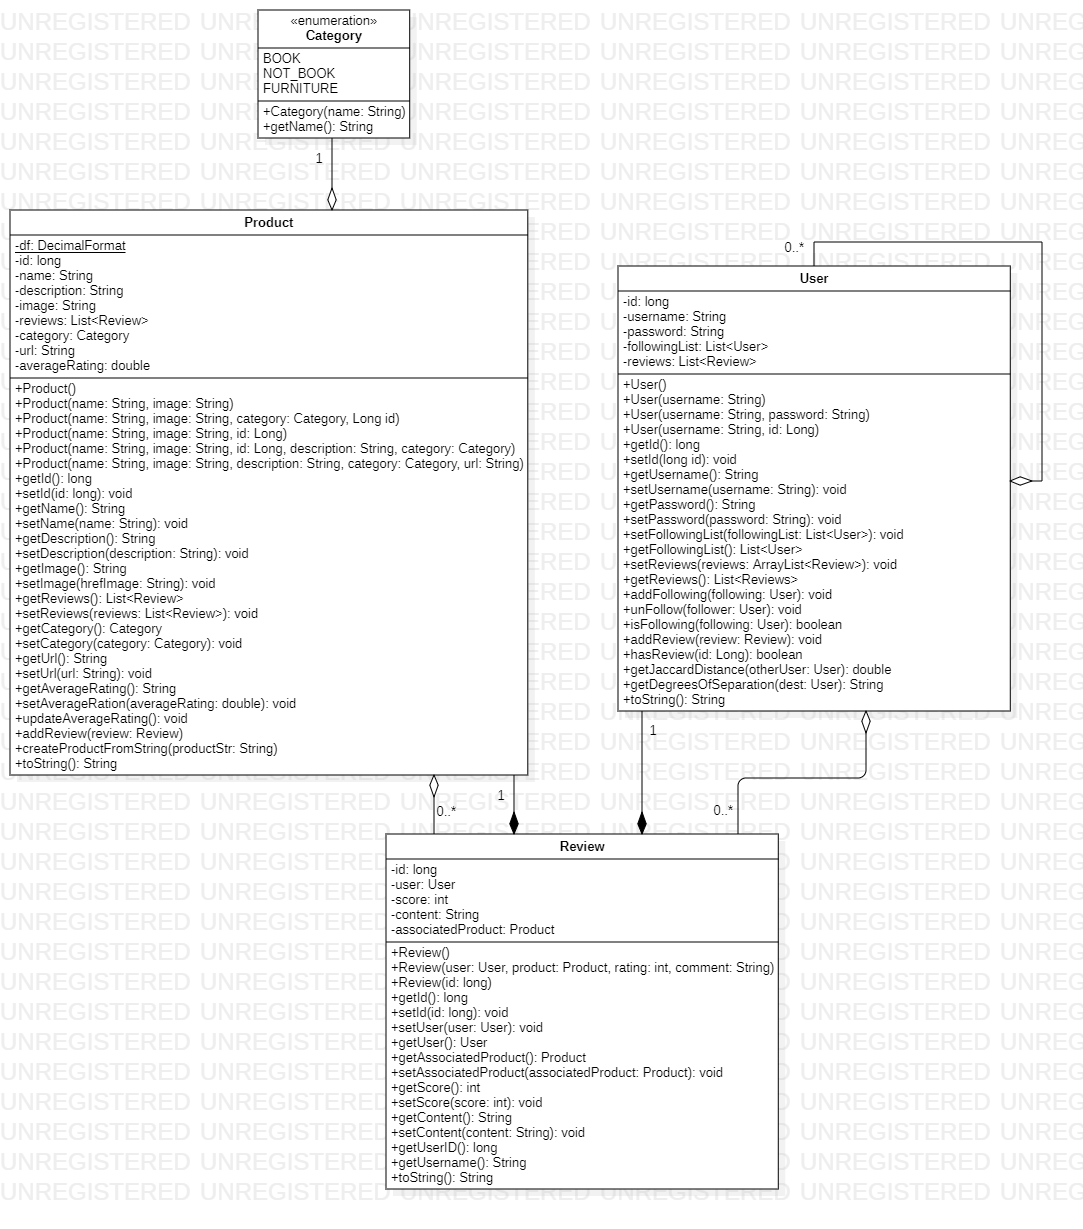 «enumeration»
Category
BOOK
NOT_BOOK
FURNITURE
+Category(name: String)
+getName(): String
1
Product
-df: DecimalFormat
-id: long
-name: String
-description: String
-image: String
-reviews: List<Review>
-category: Category
-url: String
-averageRating: double
+Product()
+Product(name: String, image: String)
+Product(name: String, image: String, category: Category, Long id)
+Product(name: String, image: String, id: Long)
+Product(name: String, image: String, id: Long, description: String, category: Category)
+Product(name: String, image: String, description: String, category: Category, url: String)
+getId(): long
+setId(id: long): void
+getName(): String
+setName(name: String): void
+getDescription(): String
+setDescription(description: String): void
+getImage(): String
+setImage(hrefImage: String): void
+getReviews(): List<Review>
+setReviews(reviews: List<Review>): void
+getCategory(): Category
+setCategory(category: Category): void
+getUrl(): String
+setUrl(url: String): void
+getAverageRating(): String
+setAverageRation(averageRating: double): void
+updateAverageRating(): void
+addReview(review: Review)
+createProductFromString(productStr: String)
+toString(): String
0..*
User
-id: long
-username: String
-password: String
-followingList: List<User>
-reviews: List<Review>
+User()
+User(username: String)
+User(username: String, password: String)
+User(username: String, id: Long)
+getId(): long
+setId(long id): void
+getUsername(): String
+setUsername(username: String): void
+getPassword(): String
+setPassword(password: String): void
+setFollowingList(followingList: List<User>): void
+getFollowingList(): List<User>
+setReviews(reviews: ArrayList<Review>): void
+getReviews(): List<Reviews>
+addFollowing(following: User): void
+unFollow(follower: User): void
+isFollowing(following: User): boolean
+addReview(review: Review): void
+hasReview(id: Long): boolean
+getJaccardDistance(otherUser: User): double
+getDegreesOfSeparation(dest: User): String
+toString(): String
0..*
1
1
0..*
Review
-id: long
-user: User
-score: int
-content: String
-associatedProduct: Product
+Review()
+Review(user: User, product: Product, rating: int, comment: String)
+Review(id: long)
+getId(): long
+setId(id: long): void
+setUser(user: User): void
+getUser(): User
+getAssociatedProduct(): Product
+setAssociatedProduct(associatedProduct: Product): void
+getScore(): int
+setScore(score: int): void
+getContent(): String
+setContent(content: String): void
+getUserID(): long
+getUsername(): String
+toString(): String